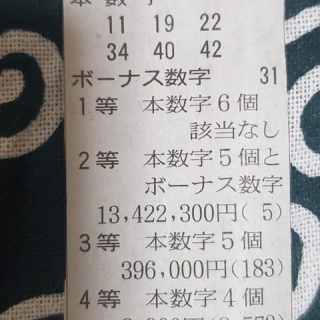 本 数 字
11 19 22
34 40 42
ボーナス数字 31
1等 本数字6個
該当なし
2等 本数字5個と
ボーナス数字
13,422,300円( 5)
3等 本数字5個
396,000円(183)
4等 本数字4個